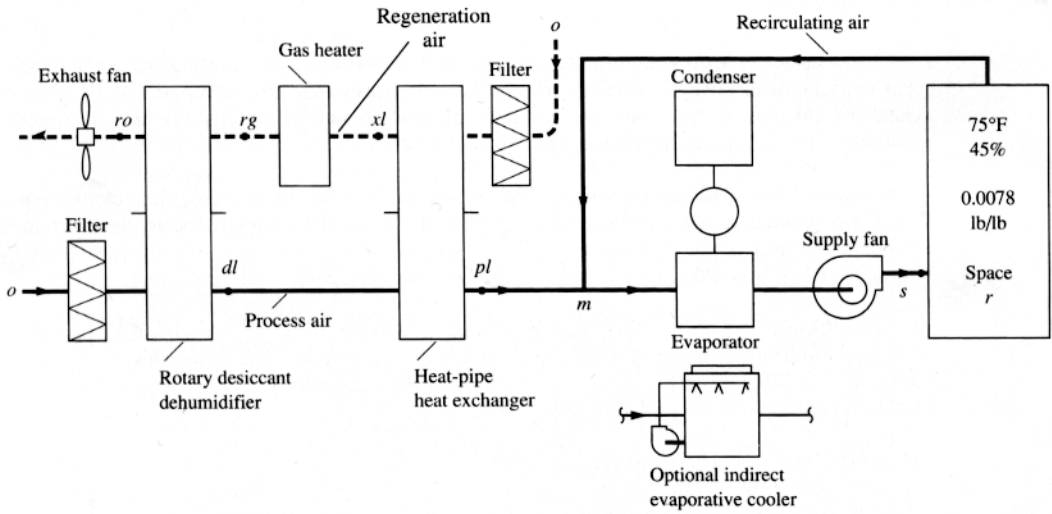 Regeneration
air
o
Recirculating air
Gas heater
Exhaust fan
Filter
Condenser
ro
rg
xl
75°F
45%
0.0078
lb/lb
Filter
Supply fan
o
dl
pl
m
s
Space
r
Process air
Evaporator
Rotary desiccant
dehumidifier
Heat-pipe
heat exchanger
Optional indirect
evaporative cooler